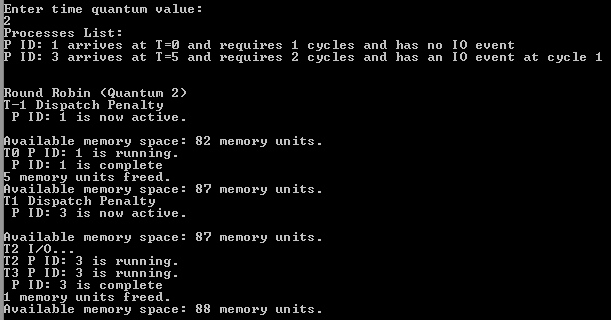 Enter time quantum value:
2
Processes List:
P ID: 1 arrives at T=0 and requires 1 cycles and has no IO event
P ID: 3 arrives at T=5 and requires 2 cycles and has an IO event at cycle 1
Round Robin (Quantum 2)
T-1 Dispatch Penalty
P ID: 1 is now active.
Available memory space: 82 memory units.
T0 P ID: 1 is running.
P ID: 1 is complete
5 memory units freed.
Available memory space: 87 memory units.
T1 Dispatch Penalty
P ID: 3 is now active.
Available memory space: 87 memory units.
T2 I/O...
T2 P ID: 3 is running.
T3 P ID: 3 is running.
P ID: 3 is complete
1 memory units freed.
Available memory space: 88 memory units.